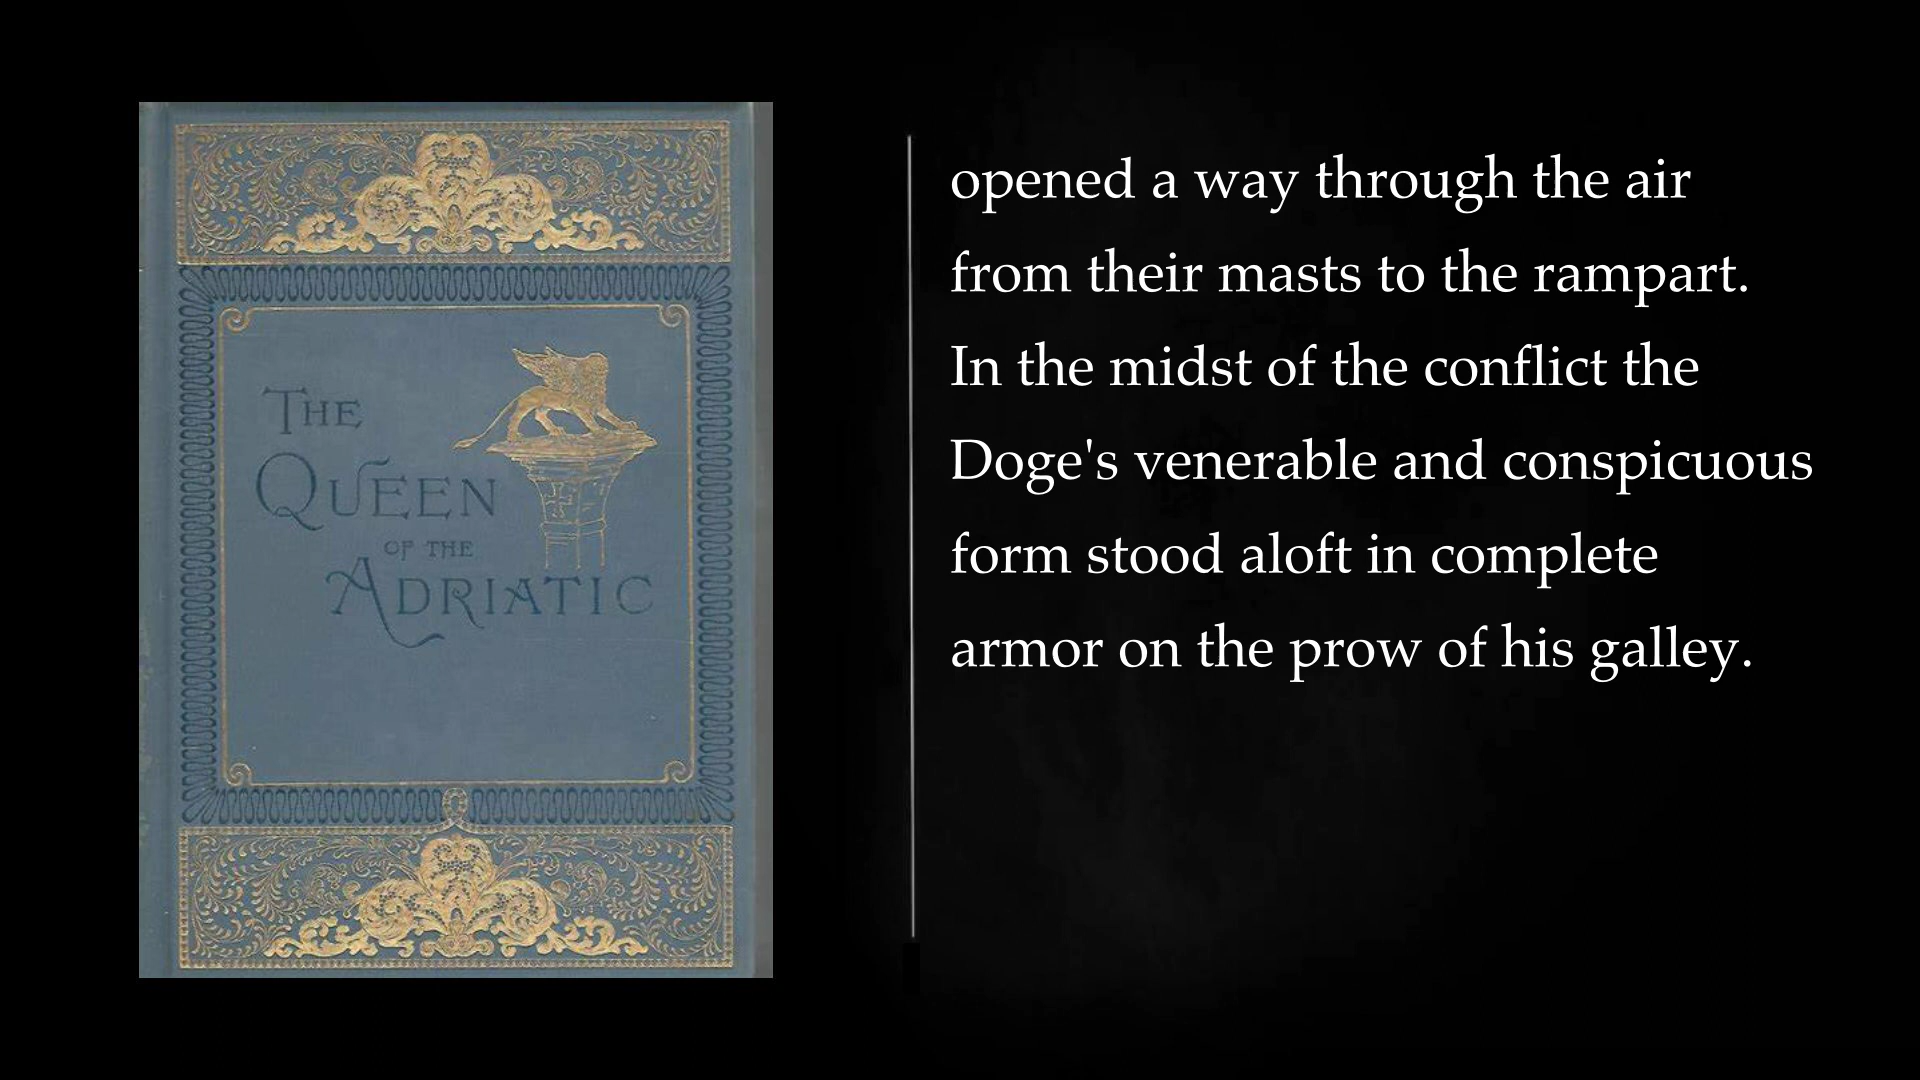 THE
QUEEN
OF THE
ADRIATIC
opened a way through the air
from their masts to the rampart.
In the midst of the conflict the
Doge's venerable and conspicuous
form stood aloft in complete
armor on the prow of his galley.